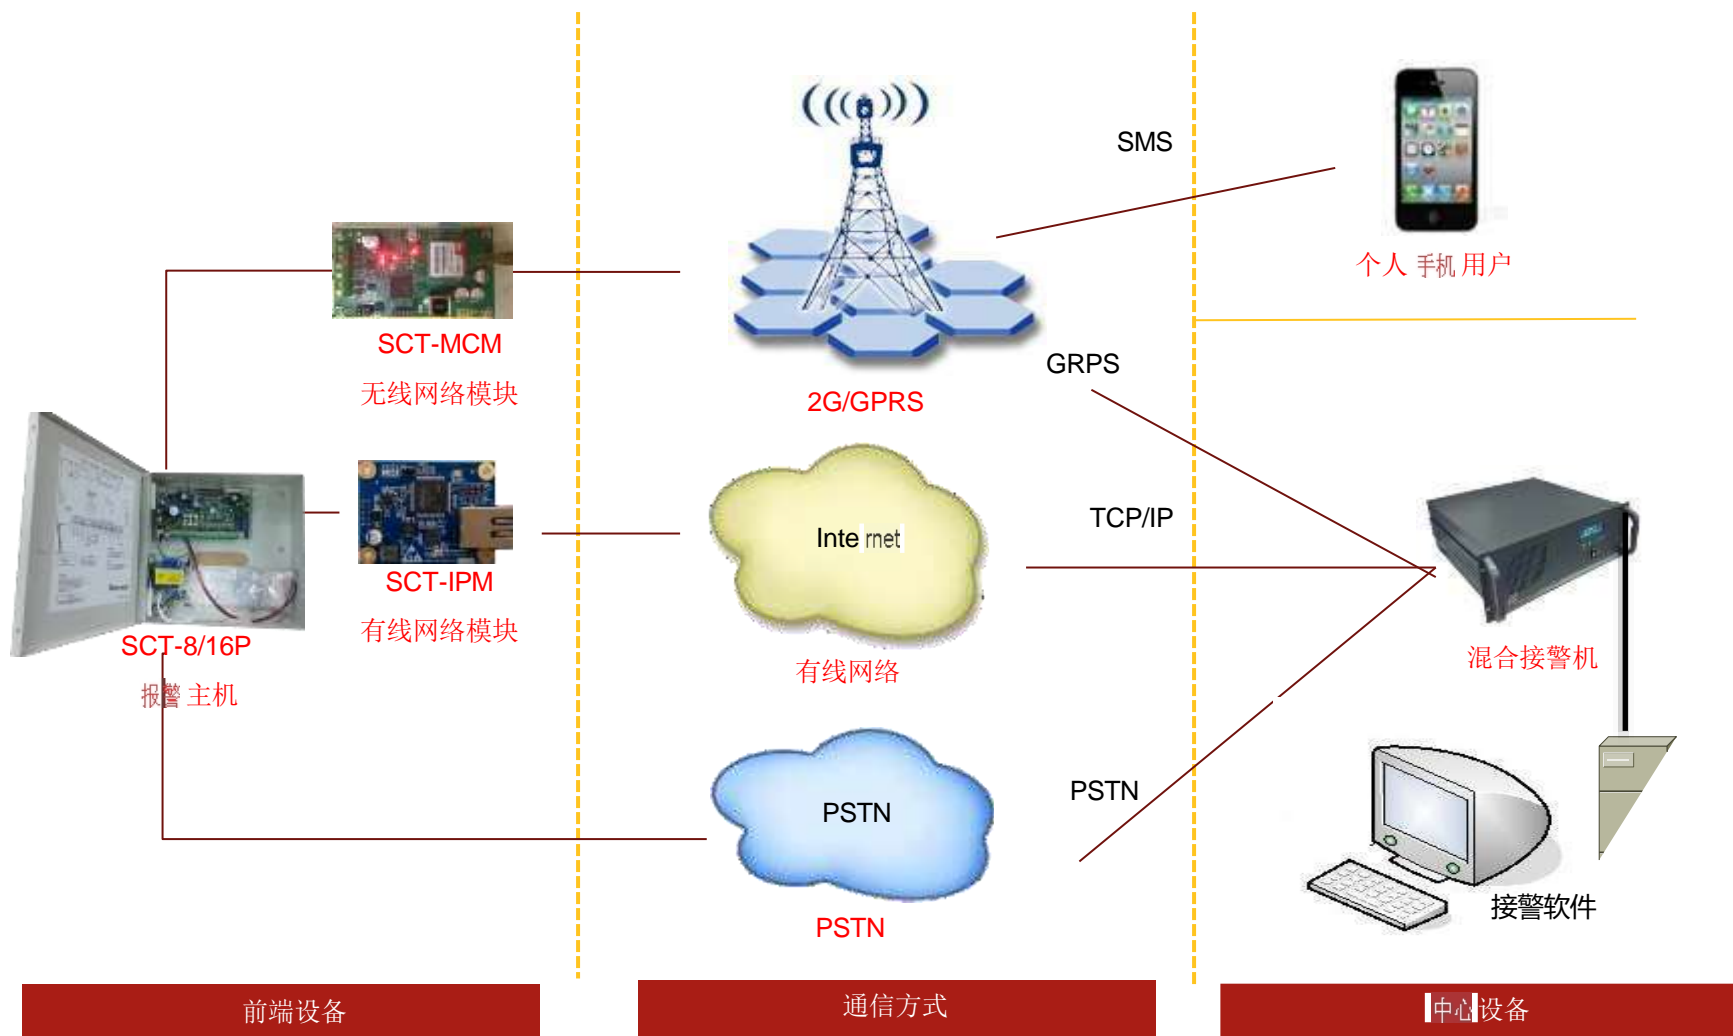 SMS
个人 手机 用户
SCT-MCM
无线网络模块
GRPS
2G/GPRS
Internet
TCP/IP
SCT-IPM
有线网络模块
SCT-8/16P
报警 主机
有线网络
混合接警机
PSTN
PSTN
接警软件
PSTN
前端设备
通信方式
中心设备